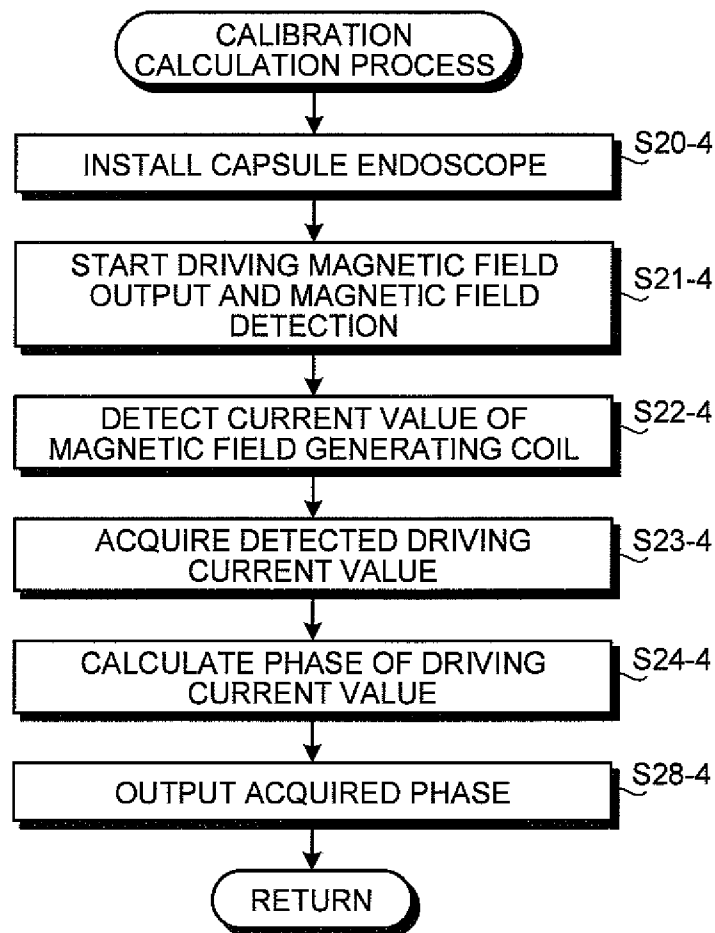 CALIBRATION
CALCULATION PROCESS
S20-4
INSTALL CAPSULE ENDOSCOPE
S21-4
START DRIVING MAGNETIC FIELD
OUTPUT AND MAGNETIC FIELD
DETECTION
S22-4
DETECT CURRENT VALUE OF
MAGNETIC FIELD GENERATING COIL
S23-4
ACQUIRE DETECTED DRIVING
CURRENT VALUE
S24-4
CALCULATE PHASE OF DRIVING
CURRENT VALUE
S28-4
OUTPUT ACQUIRED PHASE
RETURN